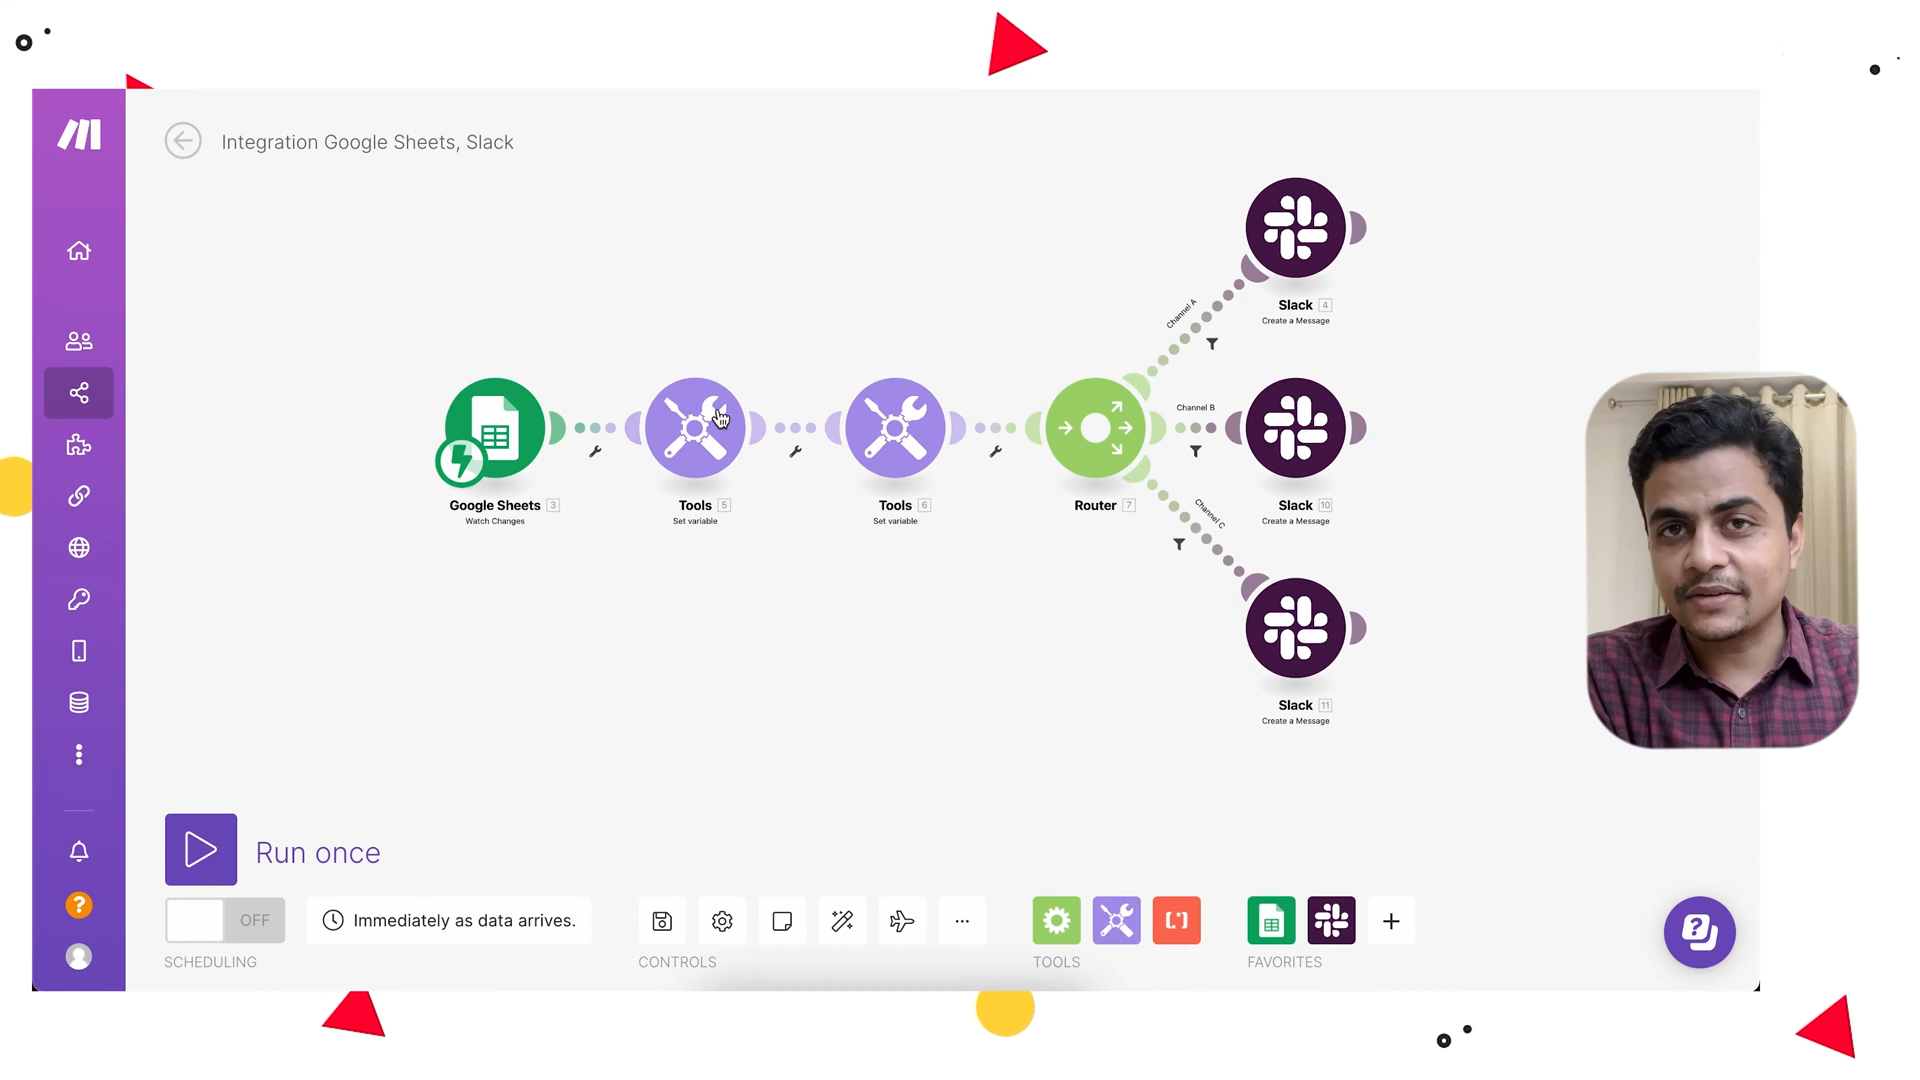 Integration Google Sheets, Slack
Slack 4
Create a Message
Channel A
Channel B
Google Sheets 3
Watch Changes
Tools 5
Set variable
Tools 6
Set variable
Router 7
Slack 10
Create a Message
Channel C
Slack 11
Create a Message
Run once
OFF
Immediately as data arrives.
SCHEDULING
CONTROLS
TOOLS
FAVORITES